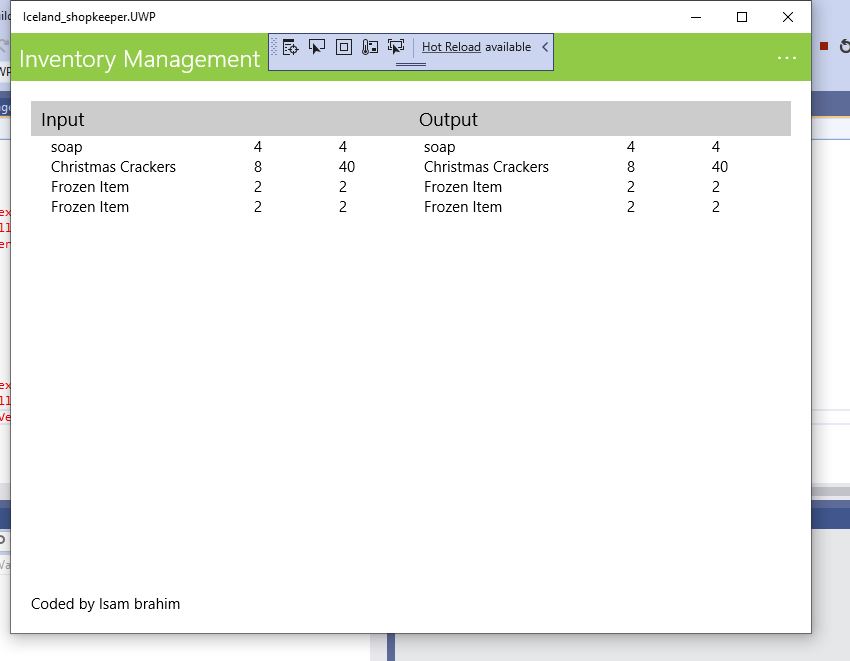 Iceland_shopkeeper.UWP
Inventory Management
Hot Reload available
Input Output
soap 4 4 soap 4 4
Christmas Crackers 8 40 Christmas Crackers 8 40
Frozen Item 2 2 Frozen Item 2 2
Frozen Item 2 2 Frozen Item 2 2
Coded by Isam brahim